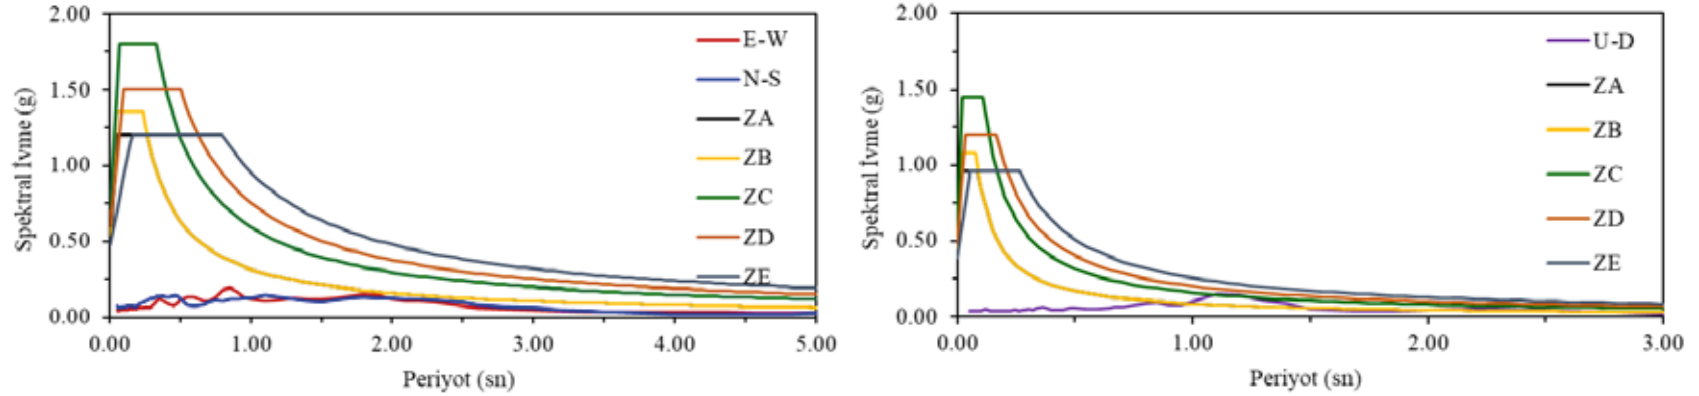 2.00
1.50
1.00
0.50
0.00
Spektral İvme (g)
E-W
N-S
ZA
ZB
ZC
ZD
ZE
0.00 1.00 2.00 3.00 4.00 5.00
Periyot (sn)
2.00
1.50
1.00
0.50
0.00
Spektral İvme (g)
U-D
ZA
ZB
ZC
ZD
ZE
0.00 1.00 2.00 3.00
Periyot (sn)